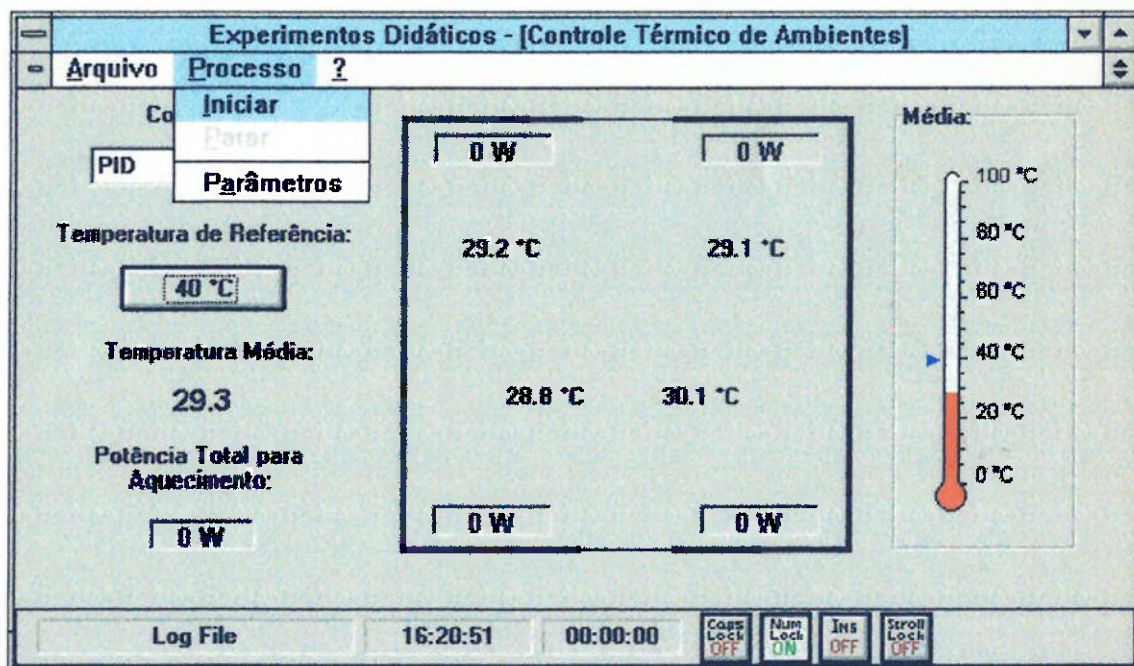 Experimentos Didáticos - [Controle Térmico de Ambientes]
Arquivo Processo ?
Iniciar
Parar
Parâmetros
Co
PID
Temperatura de Referência:
40 °C
Temperatura Média:
29.3
Potência Total para
Aquecimento:
0 W
0 W 0 W
29.2 °C 29.1 °C
28.8 °C 30.1 °C
0 W 0 W
Média:
100 °C
80 °C
60 °C
40 °C
20 °C
0 °C
Log File 16:20:51 00:00:00
Caps Lock OFF
Num Lock ON
Ins OFF
Scroll Lock OFF